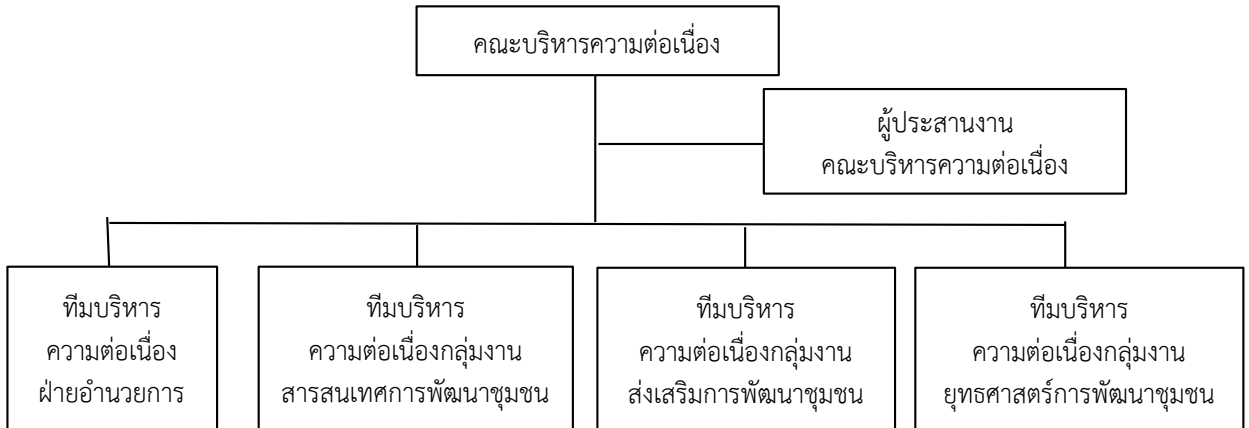 คณะบริหารความต่อเนื่อง
ผู้ประสานงาน
คณะบริหารความต่อเนื่อง
ทีมบริหาร
ความต่อเนื่อง
ฝ่ายอำนวยการ
ทีมบริหาร
ความต่อเนื่องกลุ่มงาน
สารสนเทศการพัฒนาชุมชน
ทีมบริหาร
ความต่อเนื่องกลุ่มงาน
ส่งเสริมการพัฒนาชุมชน
ทีมบริหาร
ความต่อเนื่องกลุ่มงาน
ยุทธศาสตร์การพัฒนาชุมชน